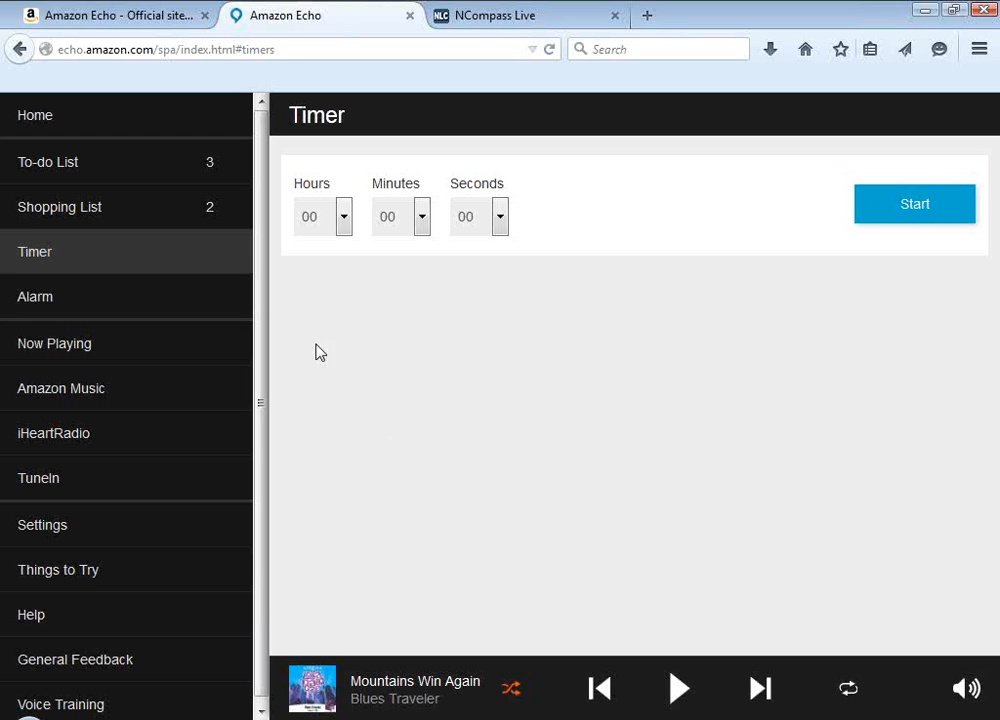 Amazon Echo - Official site...
Amazon Echo
NLC NCompass Live
echo.amazon.com/spa/index.html#timers
Search
Home
To-do List 3
Shopping List 2
Timer
Alarm
Now Playing
Amazon Music
iHeartRadio
TuneIn
Settings
Things to Try
Help
General Feedback
Voice Training
Timer
Hours Minutes Seconds
00 00 00
Start
Mountains Win Again
Blues Traveler